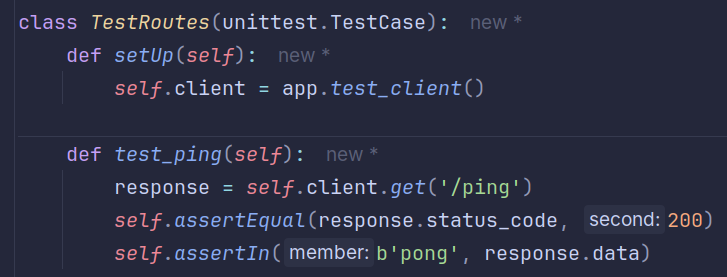 class TestRoutes(unittest.TestCase): new *
    def setUp(self): new *
        self.client = app.test_client()
    def test_ping(self): new *
        response = self.client.get('/ping')
        self.assertEqual(response.status_code, second: 200)
        self.assertIn( member: b'pong', response.data)